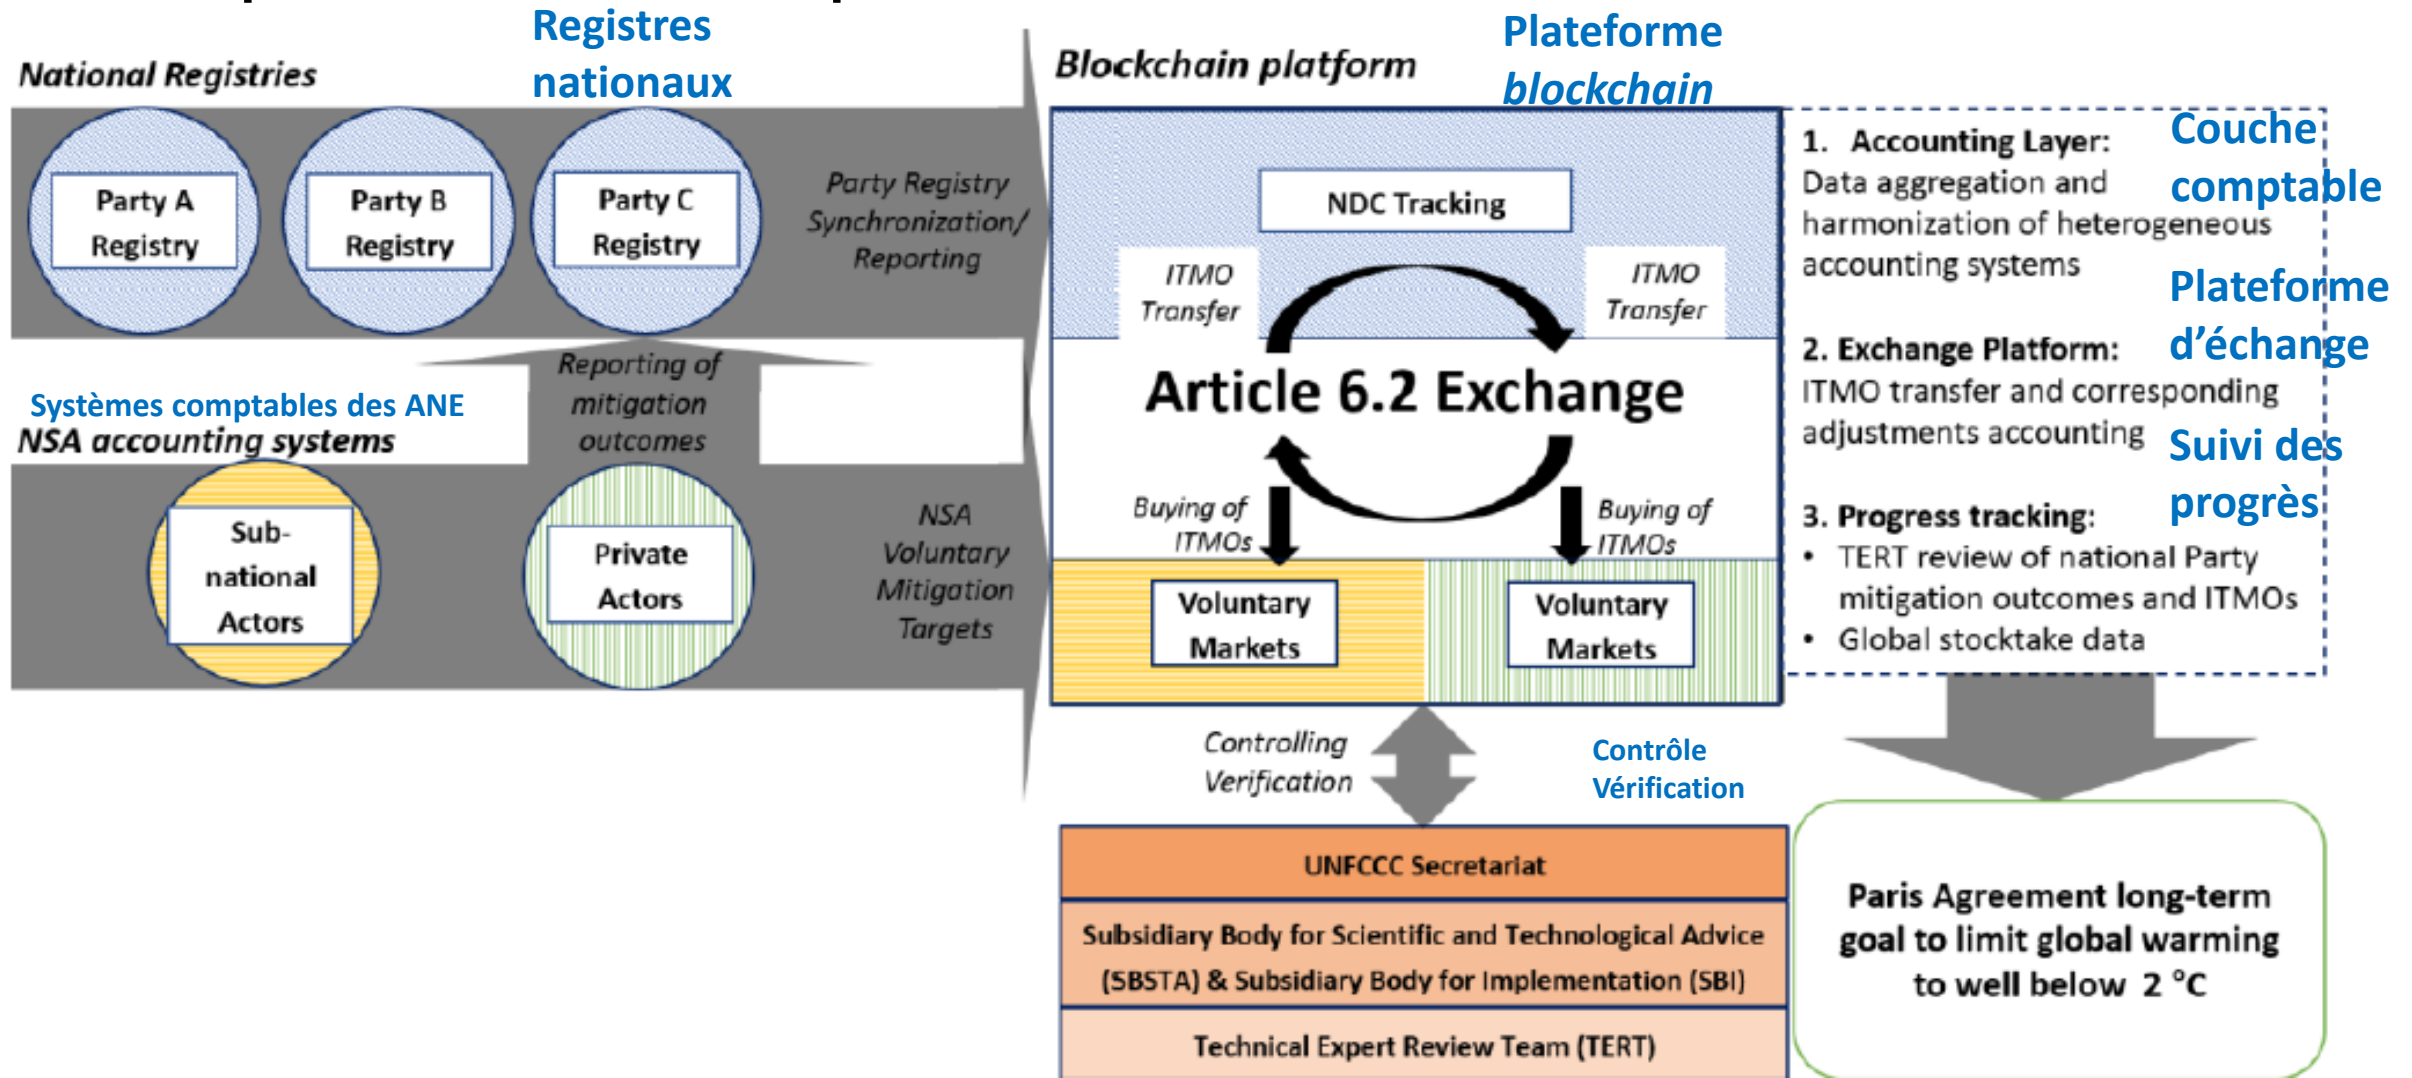 Registres
nationaux
National Registries
Party A
Registry
Party B
Registry
Party C
Registry
Party Registry
Synchronization/
Reporting
Reporting of
mitigation
outcomes
Systèmes comptables des ANE
NSA accounting systems
Sub-
national
Actors
Private
Actors
NSA
Voluntary
Mitigation
Targets
Blockchain platform
Plateforme
blockchain
NDC Tracking
ITMO
Transfer
ITMO
Transfer
Article 6.2 Exchange
Buying of
ITMOs
Buying of
ITMOs
Voluntary
Markets
Voluntary
Markets
1. Accounting Layer:
Data aggregation and
harmonization of heterogeneous
accounting systems
Couche
comptable
2. Exchange Platform:
ITMO transfer and corresponding
adjustments accounting
Plateforme
d’échange
3. Progress tracking:
• TERT review of national Party
mitigation outcomes and ITMOs
• Global stocktake data
Suivi des
progrès
Controlling
Verification
Contrôle
Vérification
UNFCCC Secretariat
Subsidiary Body for Scientific and Technological Advice
(SBSTA) & Subsidiary Body for Implementation (SBI)
Technical Expert Review Team (TERT)
Paris Agreement long-term
goal to limit global warming
to well below 2 °C